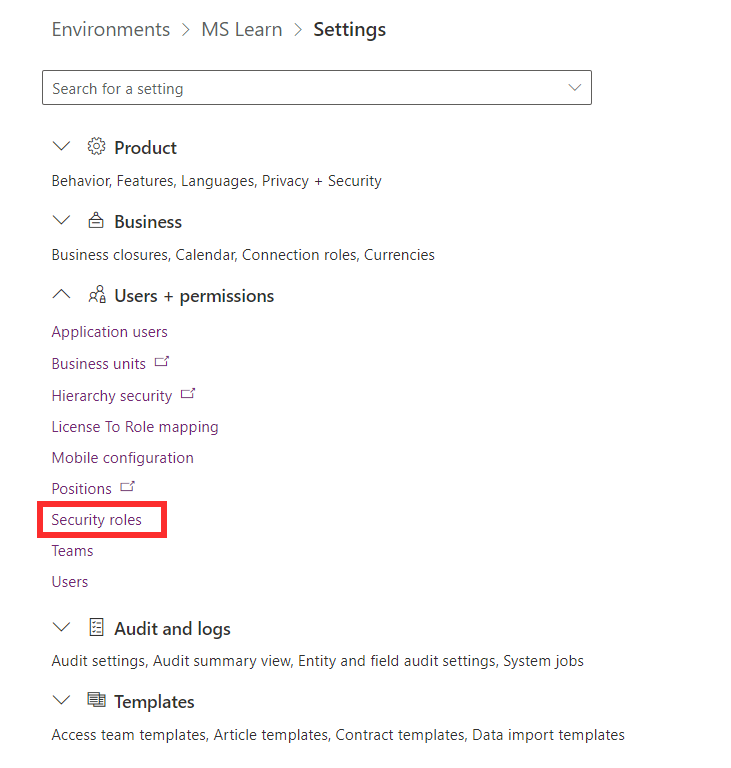 Environments > MS Learn > Settings
Search for a setting
Product
Behavior, Features, Languages, Privacy + Security
Business
Business closures, Calendar, Connection roles, Currencies
Users + permissions
Application users
Business units
Hierarchy security
License To Role mapping
Mobile configuration
Positions
Security roles
Teams
Users
Audit and logs
Audit settings, Audit summary view, Entity and field audit settings, System jobs
Templates
Access team templates, Article templates, Contract templates, Data import templates